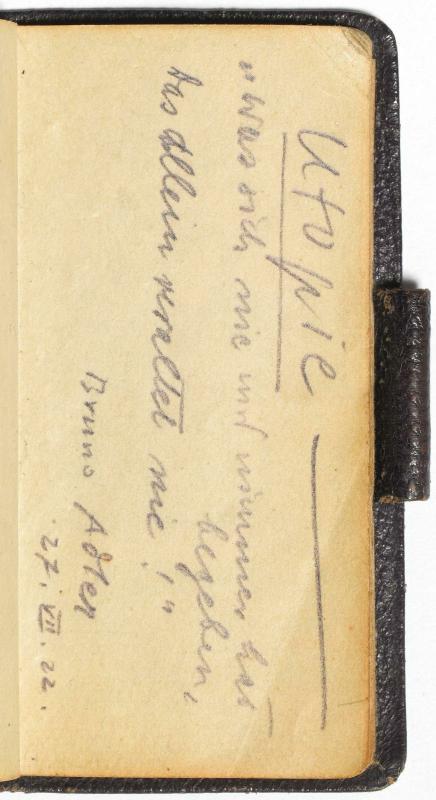 Utopie —
„Was sich nie und nimmer hat
begeben,
Das allein veraltet nie!"
Bruno Adler
27. VII. 22.